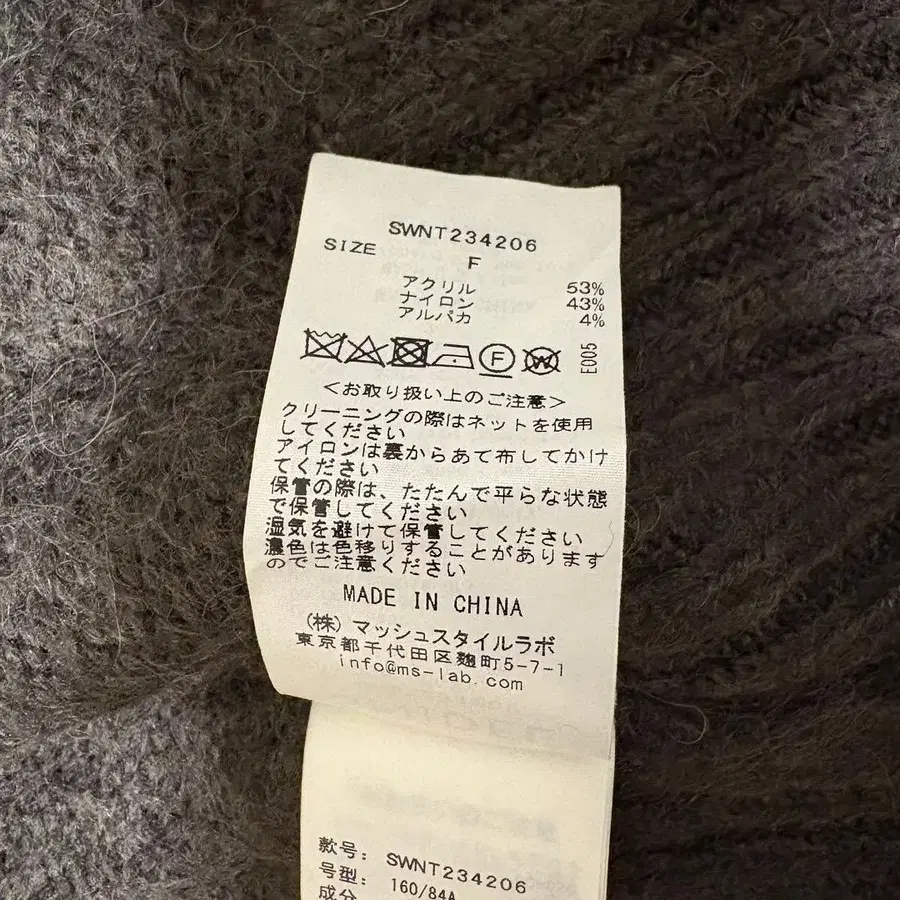 SWNT234206
SIZE F
アクリル 53%
ナイロン 43%
アルパカ 4%
F W E005
<お取り扱い上のご注意>
クリーニングの際はネットを使用
してください
アイロンは裏からあて布してかけ
てください
保管の際は、たたんで平らな状態
で保管してください
湿気を避けて保管してください
濃色は色移りすることがあります
のでご注意ください
MADE IN CHINA
(株)マッシュスタイルラボ
東京都千代田区麹町5-7-1
info@ms-lab.com
款号: SWNT234206
号型: 160/84A
成分